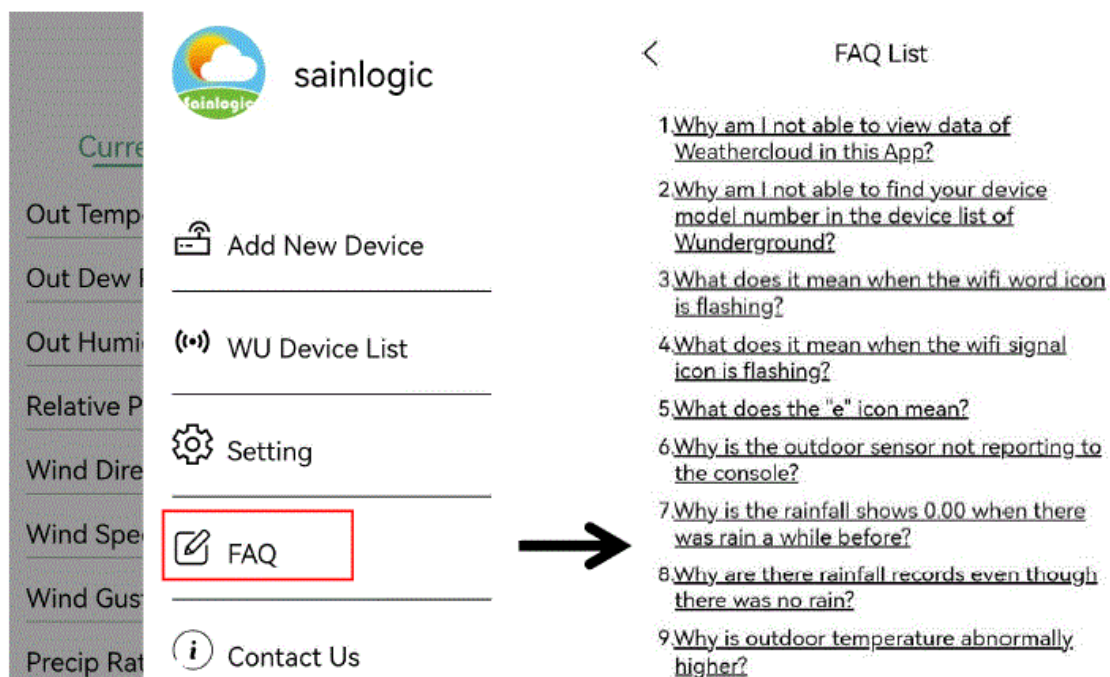 sainlogic
sainlogic
Curre
Out Temp
Out Dew
Out Humi
Relative P
Wind Dire
Wind Spe
Wind Gus
Precip Rat
Add New Device
WU Device List
Setting
FAQ
Contact Us
FAQ List
1.Why am I not able to view data of
Weathercloud in this App?
2.Why am I not able to find your device
model number in the device list of
Wunderground?
3.What does it mean when the wifi word icon
is flashing?
4.What does it mean when the wifi signal
icon is flashing?
5.What does the "e" icon mean?
6.Why is the outdoor sensor not reporting to
the console?
7.Why is the rainfall shows 0.00 when there
was rain a while before?
8.Why are there rainfall records even though
there was no rain?
9.Why is outdoor temperature abnormally
higher?